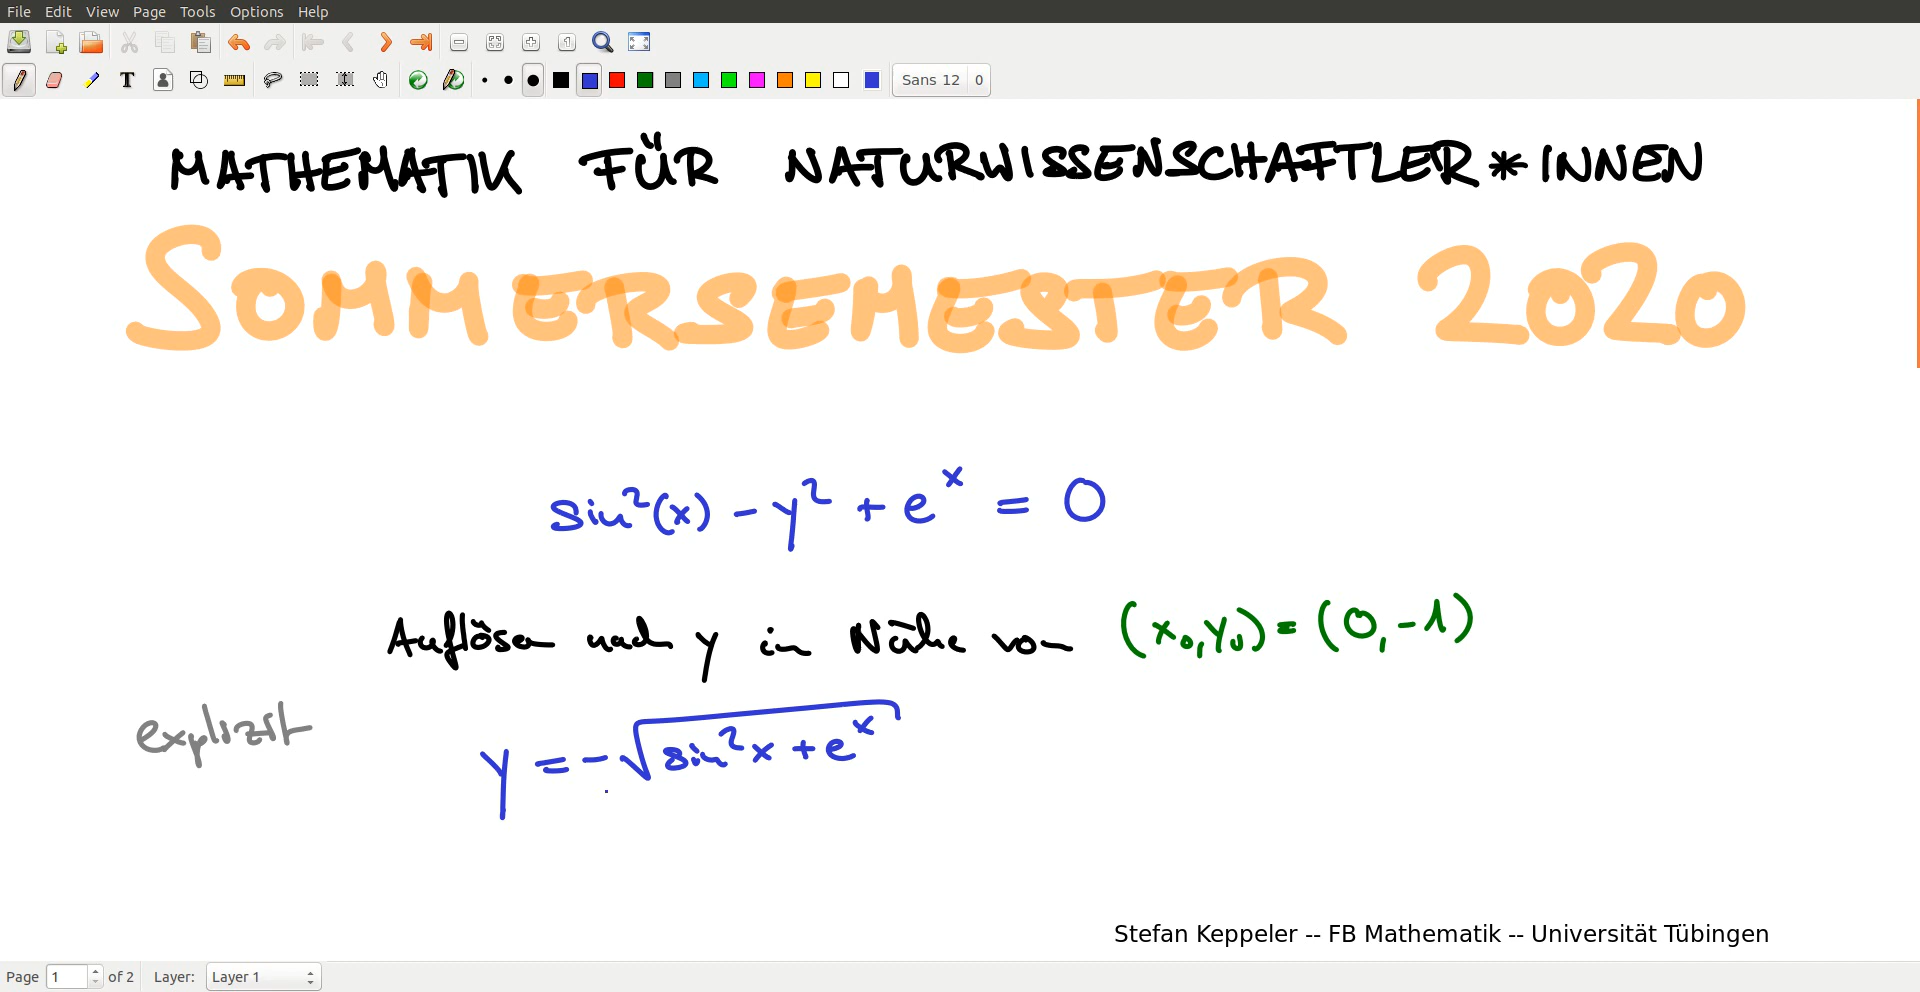 File Edit View Page Tools Options Help
T Sans 12 0
MATHEMATIK FÜR NATURWISSENSCHAFTLER*INNEN
SOMMERSEMESTER 2020
sin²(x) - y² + eˣ = 0
Auflösen nach y in Nähe von (x₀,y₀) = (0,-1)
explizit y = -√(sin²x + eˣ)
Stefan Keppeler -- FB Mathematik -- Universität Tübingen
Page 1 of 2 Layer: Layer 1